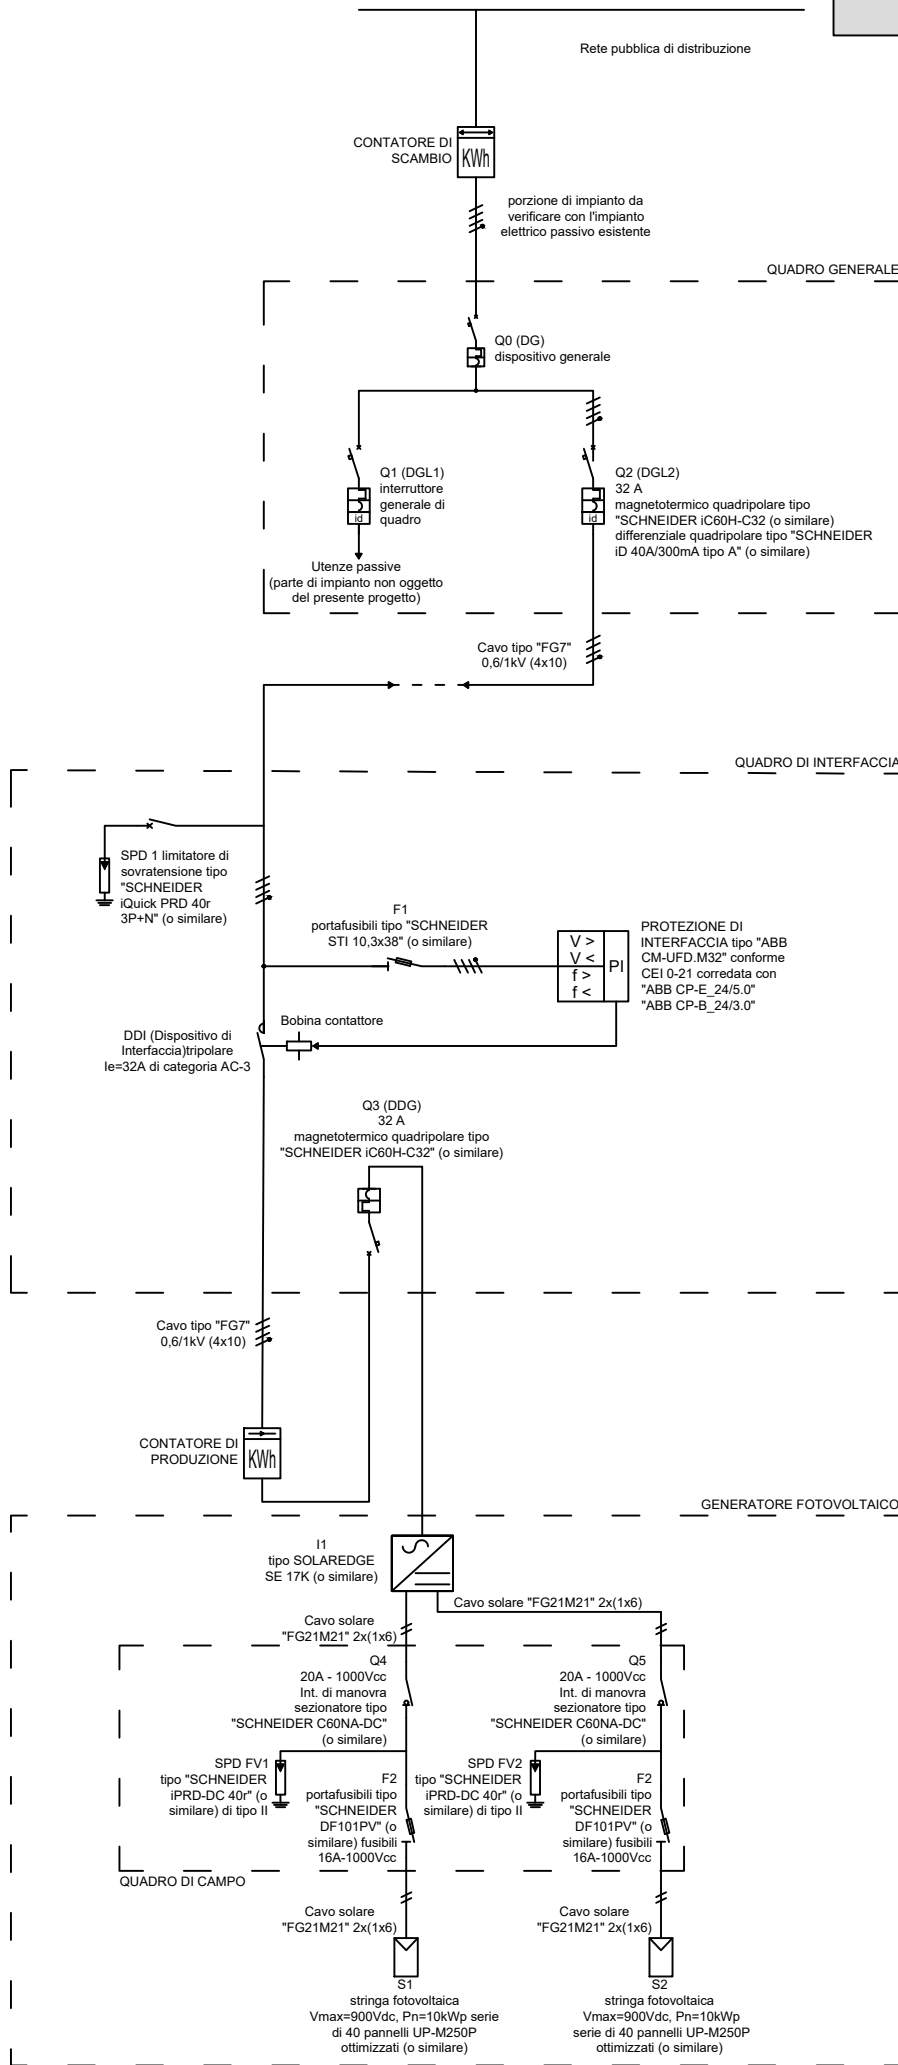 Rete pubblica di distribuzione
CONTATORE DI
SCAMBIO
KWh
porzione di impianto da
verificare con l'impianto
elettrico passivo esistente
QUADRO GENERALE
Q0 (DG)
dispositivo generale
Q1 (DGL1)
interruttore
generale di
quadro
id
Utenze passive
(parte di impianto non oggetto
del presente progetto)
Q2 (DGL2)
32 A
magnetotermico quadripolare tipo
"SCHNEIDER iC60H-C32 (o similare)
differenziale quadripolare tipo "SCHNEIDER
iD 40A/300mA tipo A" (o similare)
id
Cavo tipo "FG7"
0,6/1kV (4x10)
QUADRO DI INTERFACCIA
SPD 1 limitatore di
sovratensione tipo
"SCHNEIDER
iQuick PRD 40r
3P+N" (o similare)
F1
portafusibili tipo "SCHNEIDER
STI 10,3x38" (o similare)
V >
V <
f >
f <
PI
PROTEZIONE DI
INTERFACCIA tipo "ABB
CM-UFD.M32" conforme
CEI 0-21 corredata con
"ABB CP-E_24/5.0"
"ABB CP-B_24/3.0"
DDI (Dispositivo di
Interfaccia)tripolare
Ie=32A di categoria AC-3
Bobina contattore
Q3 (DDG)
32 A
magnetotermico quadripolare tipo
"SCHNEIDER iC60H-C32" (o similare)
Cavo tipo "FG7"
0,6/1kV (4x10)
CONTATORE DI
PRODUZIONE
KWh
GENERATORE FOTOVOLTAICO
I1
tipo SOLAREDGE
SE 17K (o similare)
Cavo solare "FG21M21" 2x(1x6)
Cavo solare
"FG21M21" 2x(1x6)
Q4
20A - 1000Vcc
Int. di manovra
sezionatore tipo
"SCHNEIDER C60NA-DC"
(o similare)
Q5
20A - 1000Vcc
Int. di manovra
sezionatore tipo
"SCHNEIDER C60NA-DC"
(o similare)
SPD FV1
tipo "SCHNEIDER
iPRD-DC 40r" (o
similare) di tipo II
F2
portafusibili tipo
"SCHNEIDER
DF101PV" (o
similare) fusibili
16A-1000Vcc
SPD FV2
tipo "SCHNEIDER
iPRD-DC 40r" (o
similare) di tipo II
F2
portafusibili tipo
"SCHNEIDER
DF101PV" (o
similare) fusibili
16A-1000Vcc
QUADRO DI CAMPO
Cavo solare
"FG21M21" 2x(1x6)
Cavo solare
"FG21M21" 2x(1x6)
S1
stringa fotovoltaica
Vmax=900Vdc, Pn=10kWp serie
di 40 pannelli UP-M250P
ottimizzati (o similare)
S2
stringa fotovoltaica
Vmax=900Vdc, Pn=10kWp
serie di 40 pannelli UP-M250P
ottimizzati (o similare)